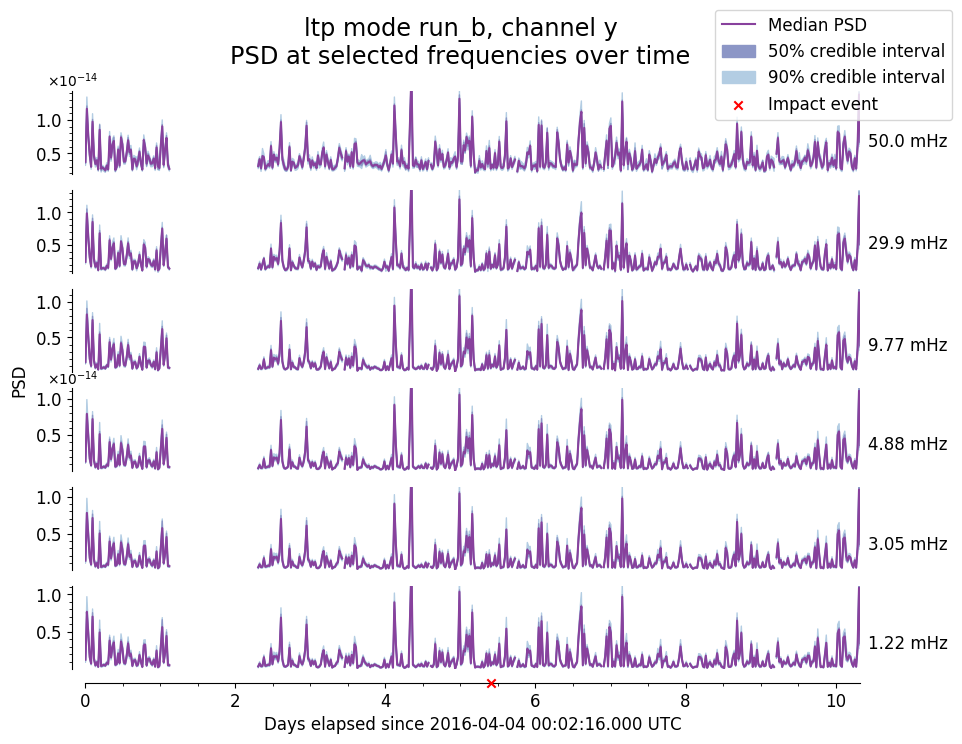 ltp mode run_b, channel y
PSD at selected frequencies over time
Median PSD
50% credible interval
90% credible interval
Impact event
×10⁻¹⁴
1.0
0.5
50.0 mHz
1.0
0.5
29.9 mHz
1.0
0.5
9.77 mHz
PSD
×10⁻¹⁴
1.0
0.5
4.88 mHz
1.0
0.5
3.05 mHz
1.0
0.5
1.22 mHz
0 2 4 6 8 10
Days elapsed since 2016-04-04 00:02:16.000 UTC